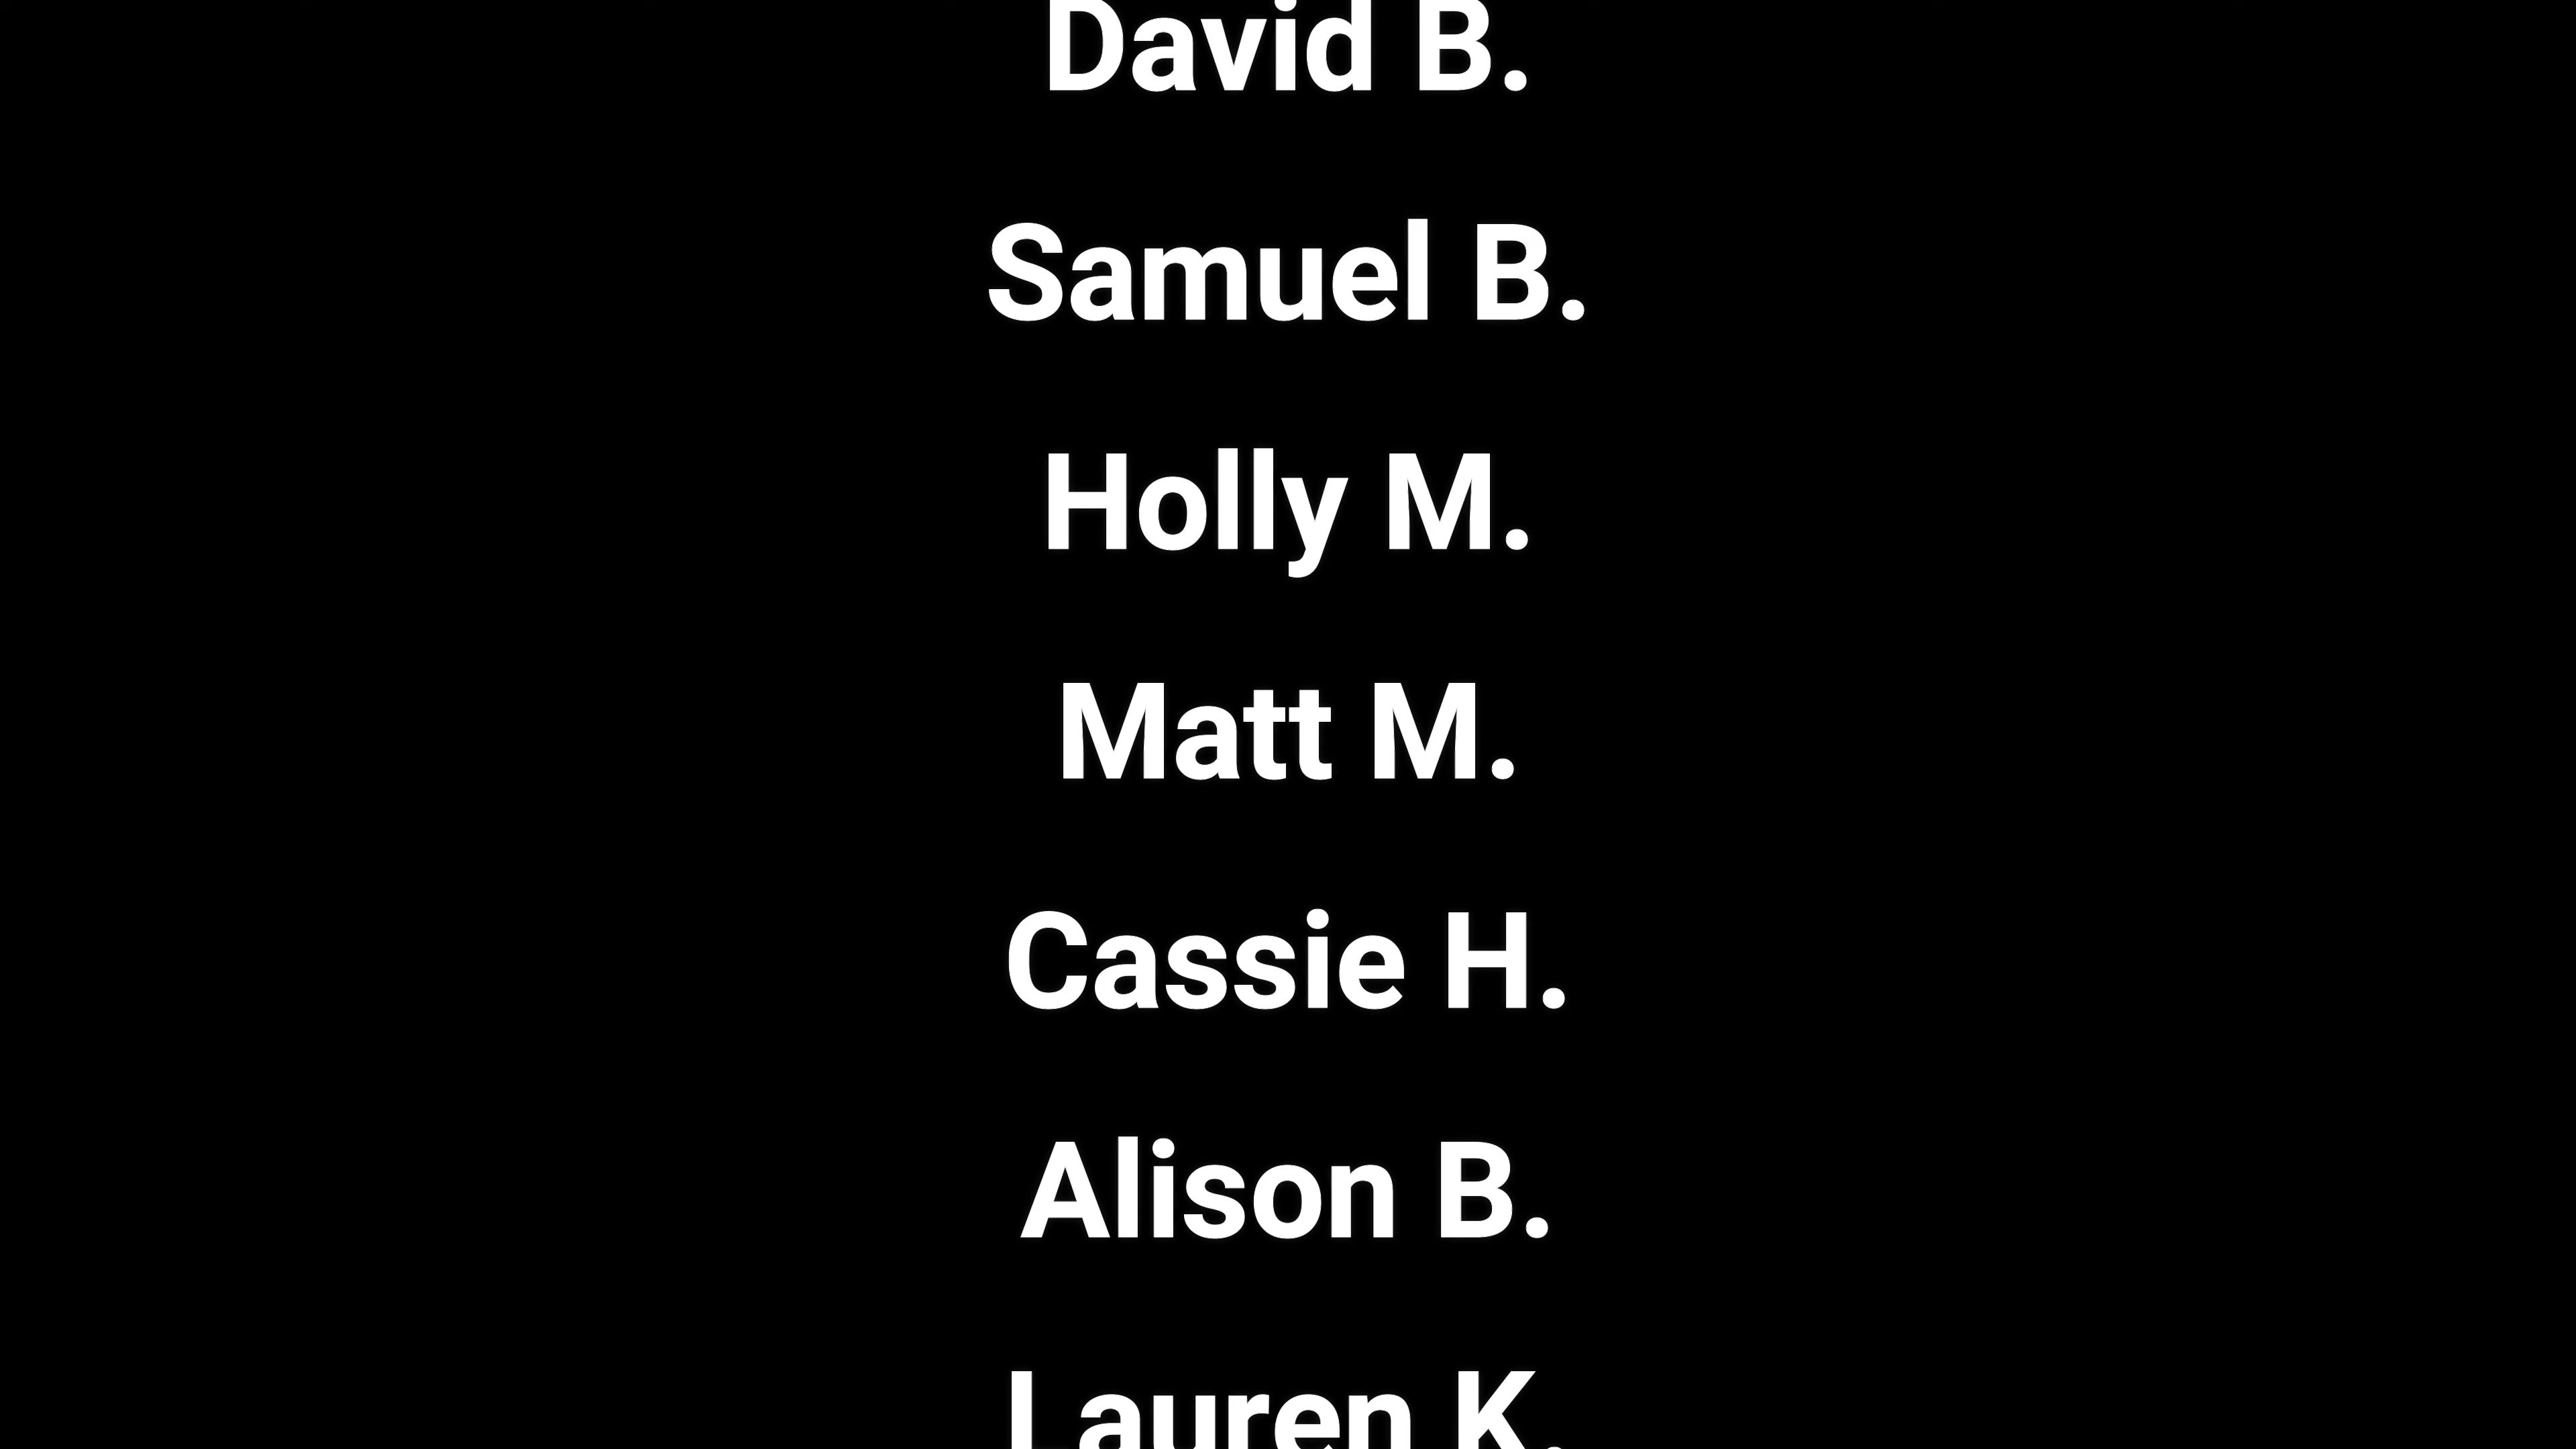 David B.
Samuel B.
Holly M.
Matt M.
Cassie H.
Alison B.
Lauren K.